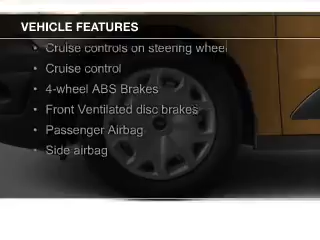 VEHICLE FEATURES
• Cruise controls on steering wheel
• Cruise control
• 4-wheel ABS Brakes
• Front Ventilated disc brakes
• Passenger Airbag
• Side airbag